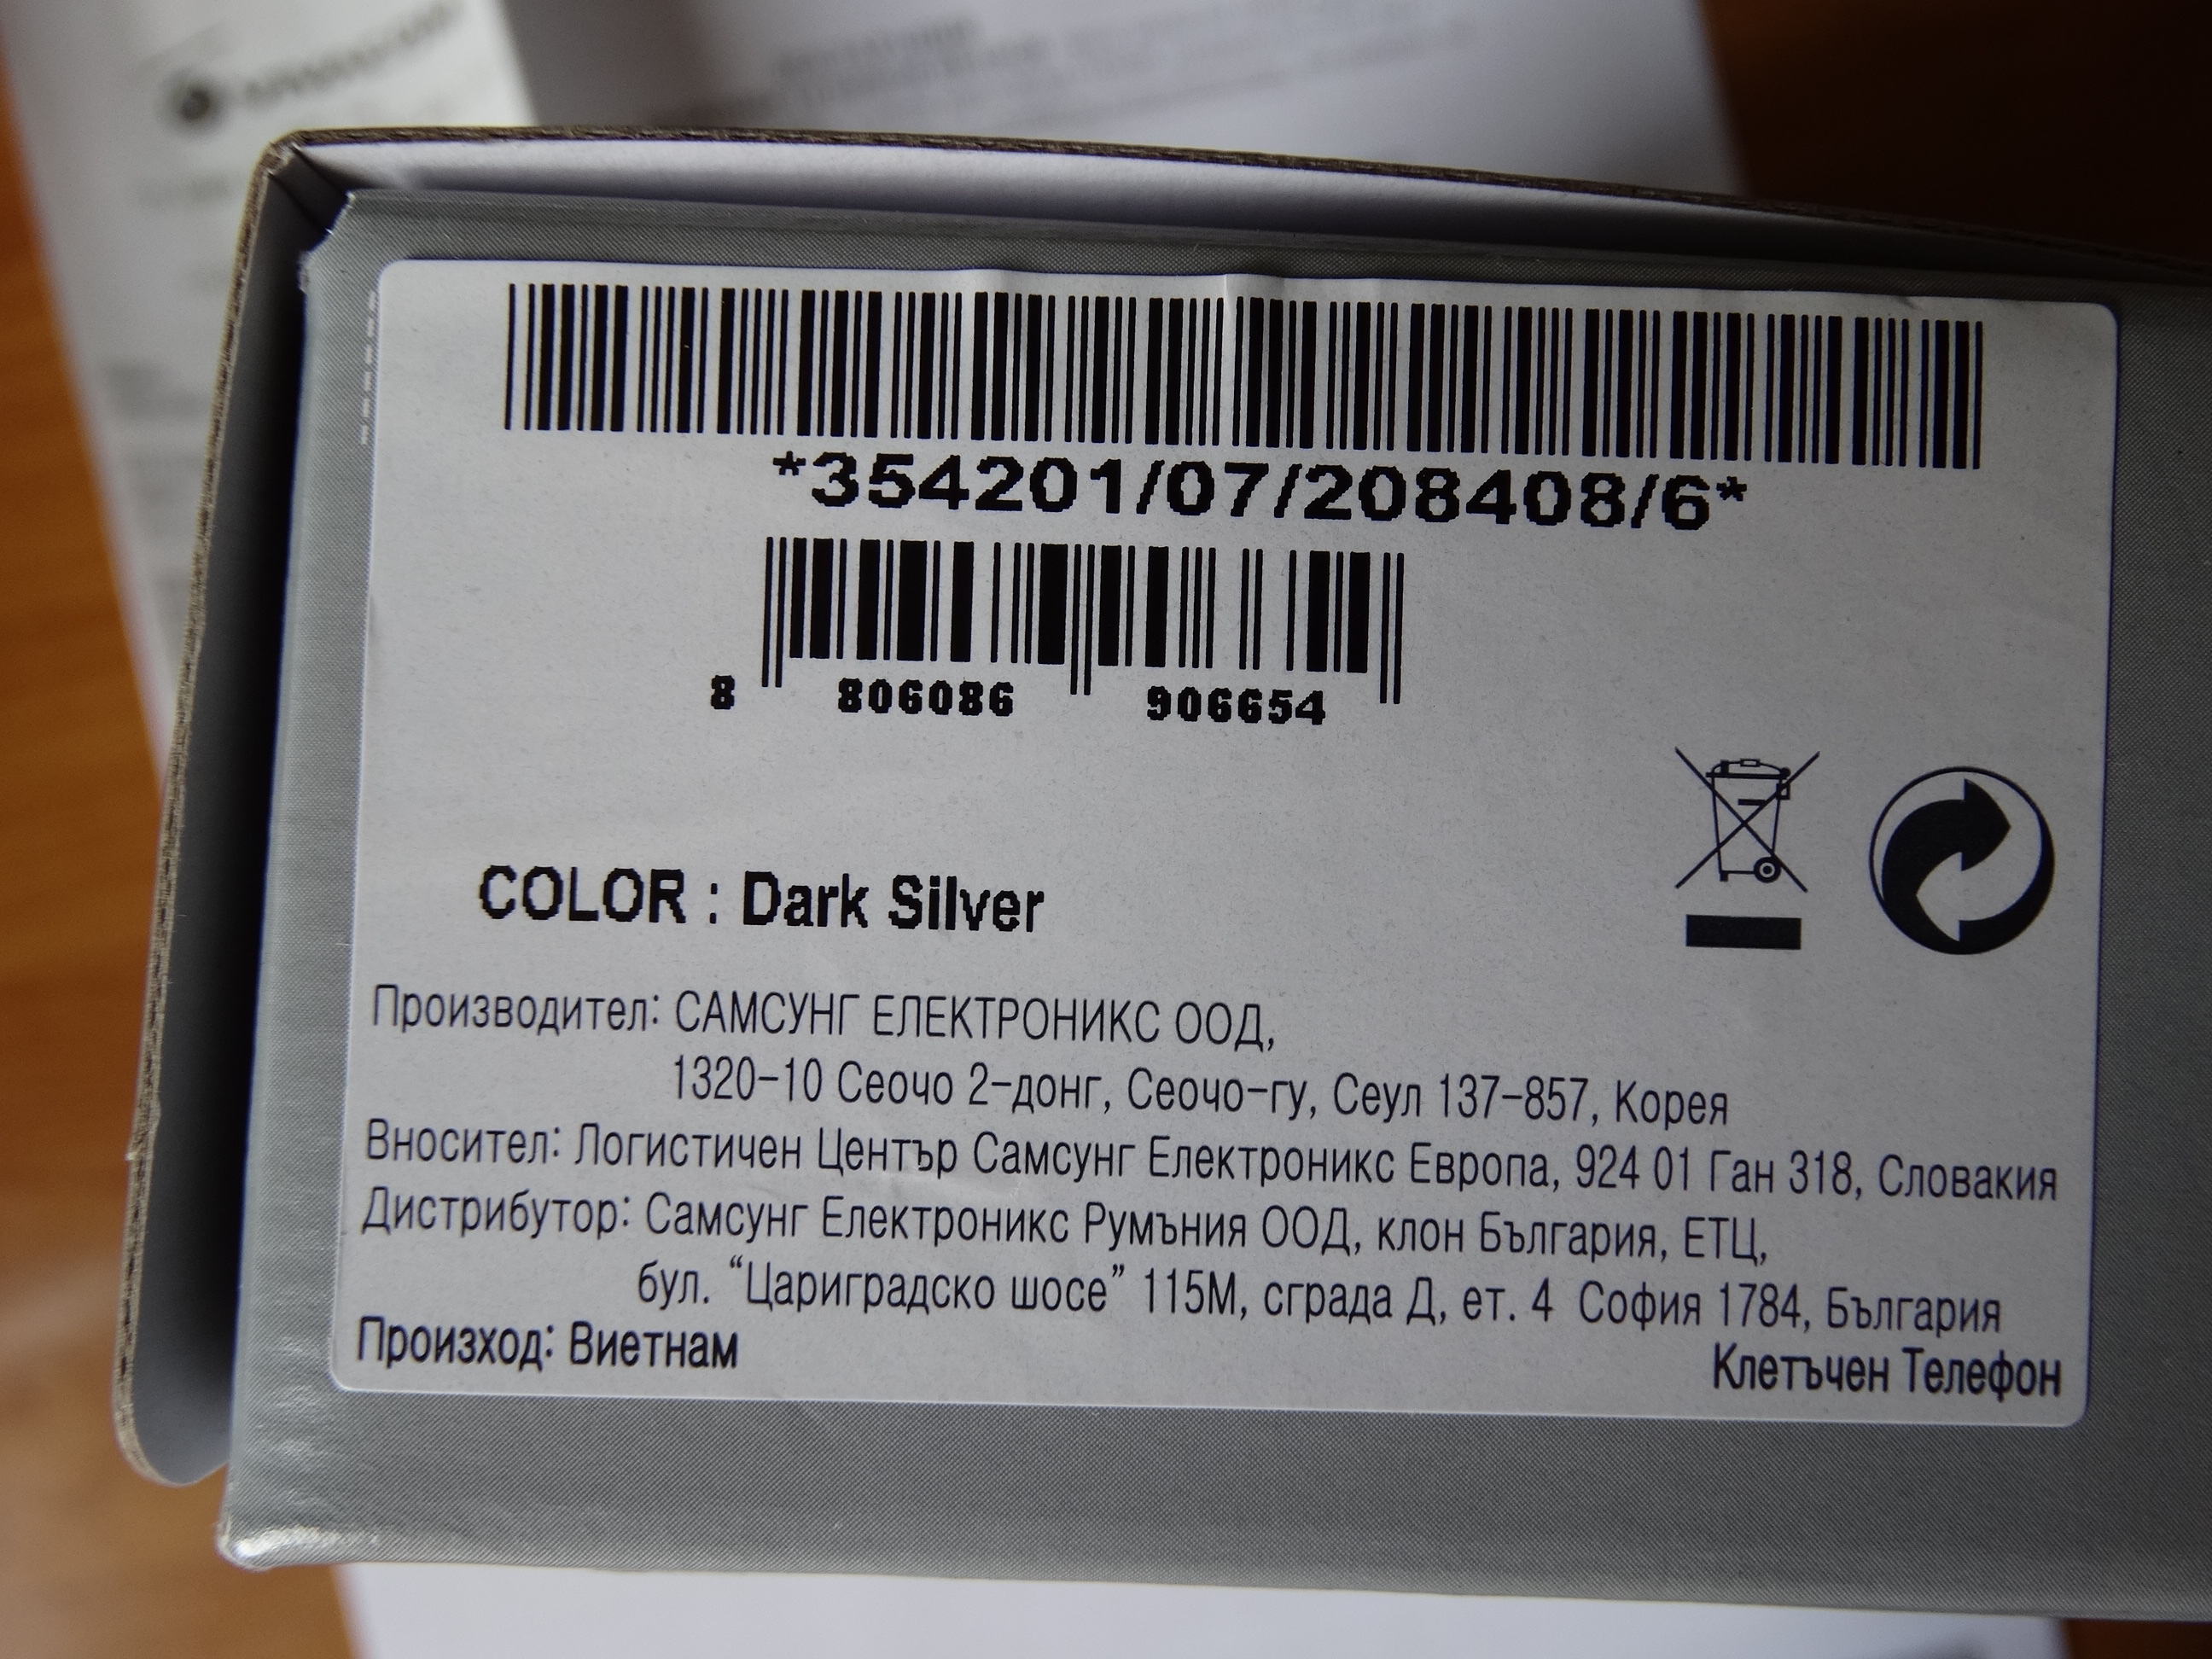 *354201/07/208408/6*
8 806086 906654
COLOR : Dark Silver
Производител: САМСУНГ ЕЛЕКТРОНИКС ООД,
1320-10 Сеочо 2-донг, Сеочо-гу, Сеул 137-857, Корея
Вносител: Логистичен Център Самсунг Електроникс Европа, 924 01 Ган 318, Словакия
Дистрибутор: Самсунг Електроникс Румъния ООД, клон България, ЕТЦ,
бул. “Цариградско шосе” 115М, сграда Д, ет. 4 София 1784, България
Произход: Виетнам
Клетъчен Телефон